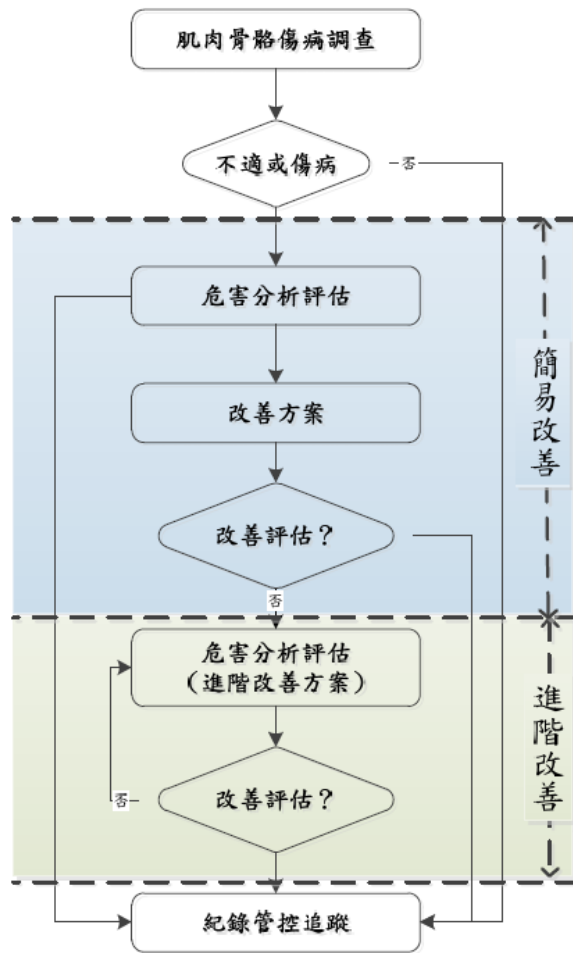 肌肉骨骼傷病調查
不適或傷病
否
危害分析評估
簡易改善
改善方案
改善評估？
否
危害分析評估
（進階改善方案）
進階改善
改善評估？
否
紀錄管控追蹤